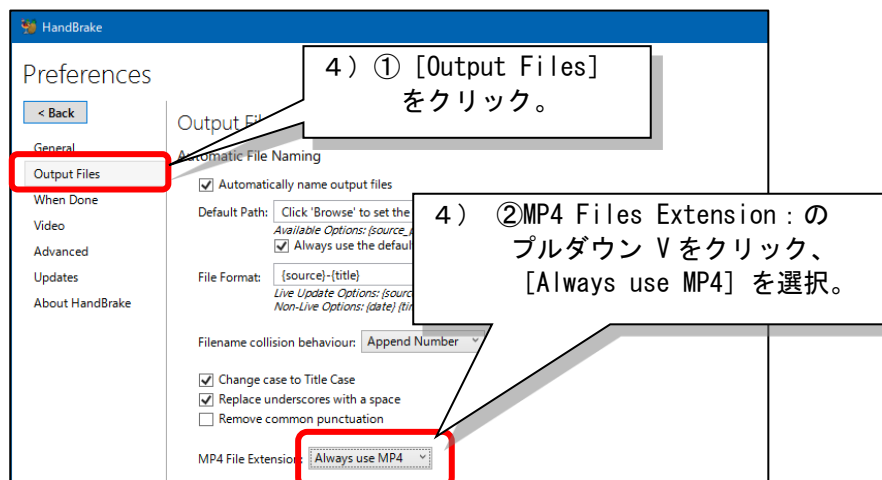 HandBrake
Preferences
< Back
General
Output Files
When Done
Video
Advanced
Updates
About HandBrake
4）① [Output Files]
をクリック。
Output Fi
Automatic File Naming
Automatically name output files
Default Path: Click 'Browse' to set the
Available Options: {source_p
Always use the defaul
File Format: {source}-{title}
Live Update Options: {sourc
Non-Live Options: {date} {tim
Filename collision behaviour: Append Number
Change case to Title Case
Replace underscores with a space
Remove common punctuation
MP4 File Extension: Always use MP4
4） ②MP4 Files Extension：の
プルダウン Vをクリック、
[Always use MP4] を選択。